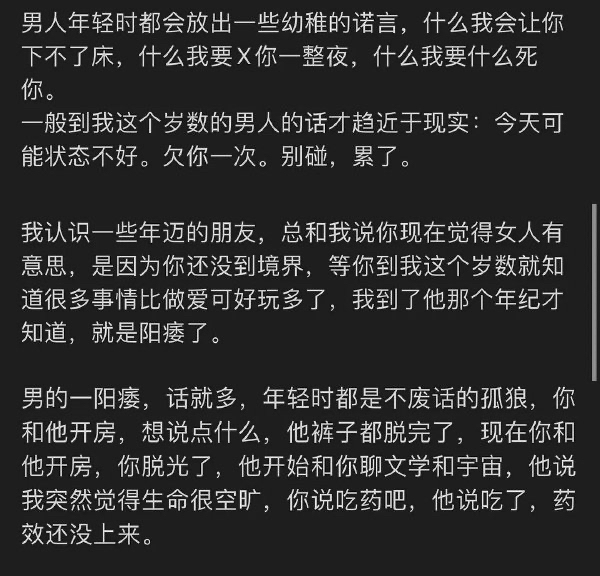 男人年轻时都会放出一些幼稚的诺言，什么我会让你
下不了床，什么我要X你一整夜，什么我要什么死
你。
一般到我这个岁数的男人的话才趋近于现实：今天可
能状态不好。欠你一次。别碰，累了。
我认识一些年迈的朋友，总和我说你现在觉得女人有
意思，是因为你还没到境界，等你到我这个岁数就知
道很多事情比做爱可好玩多了，我到了他那个年纪才
知道，就是阳痿了。
男的一阳痿，话就多，年轻时都是不废话的孤狼，你
和他开房，想说点什么，他裤子都脱完了，现在你和
他开房，你脱光了，他开始和你聊文学和宇宙，他说
我突然觉得生命很空旷，你说吃药吧，他说吃了，药
效还没上来。